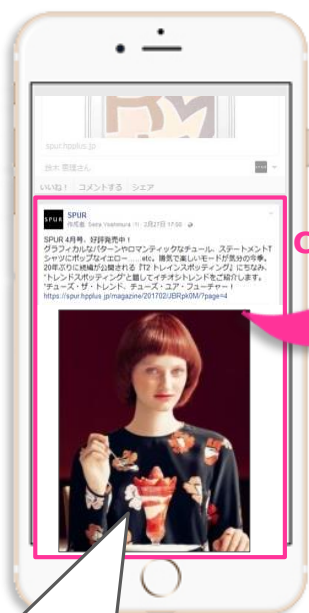 spur.hpplus.jp
いいね！ コメントする シェア
SPUR
SPUR
2月27日 17:00
SPUR 4月号、好評発売中！
グラフィカルなパターンやロマンティックなチュール、ステートメントT
シャツにポップなイエロー……etc。陽気で楽しいモードが気分の今季。
20年ぶりに続編が公開される『T2 トレインスポッティング』にちなみ、
“トレンドスポッティング”と題してイチオシトレンドをご紹介します。
“チューズ・ザ・トレンド、チューズ・ユア・フューチャー！
https://spur.hpplus.jp/magazine/201702/JBRpk0M/?page=4